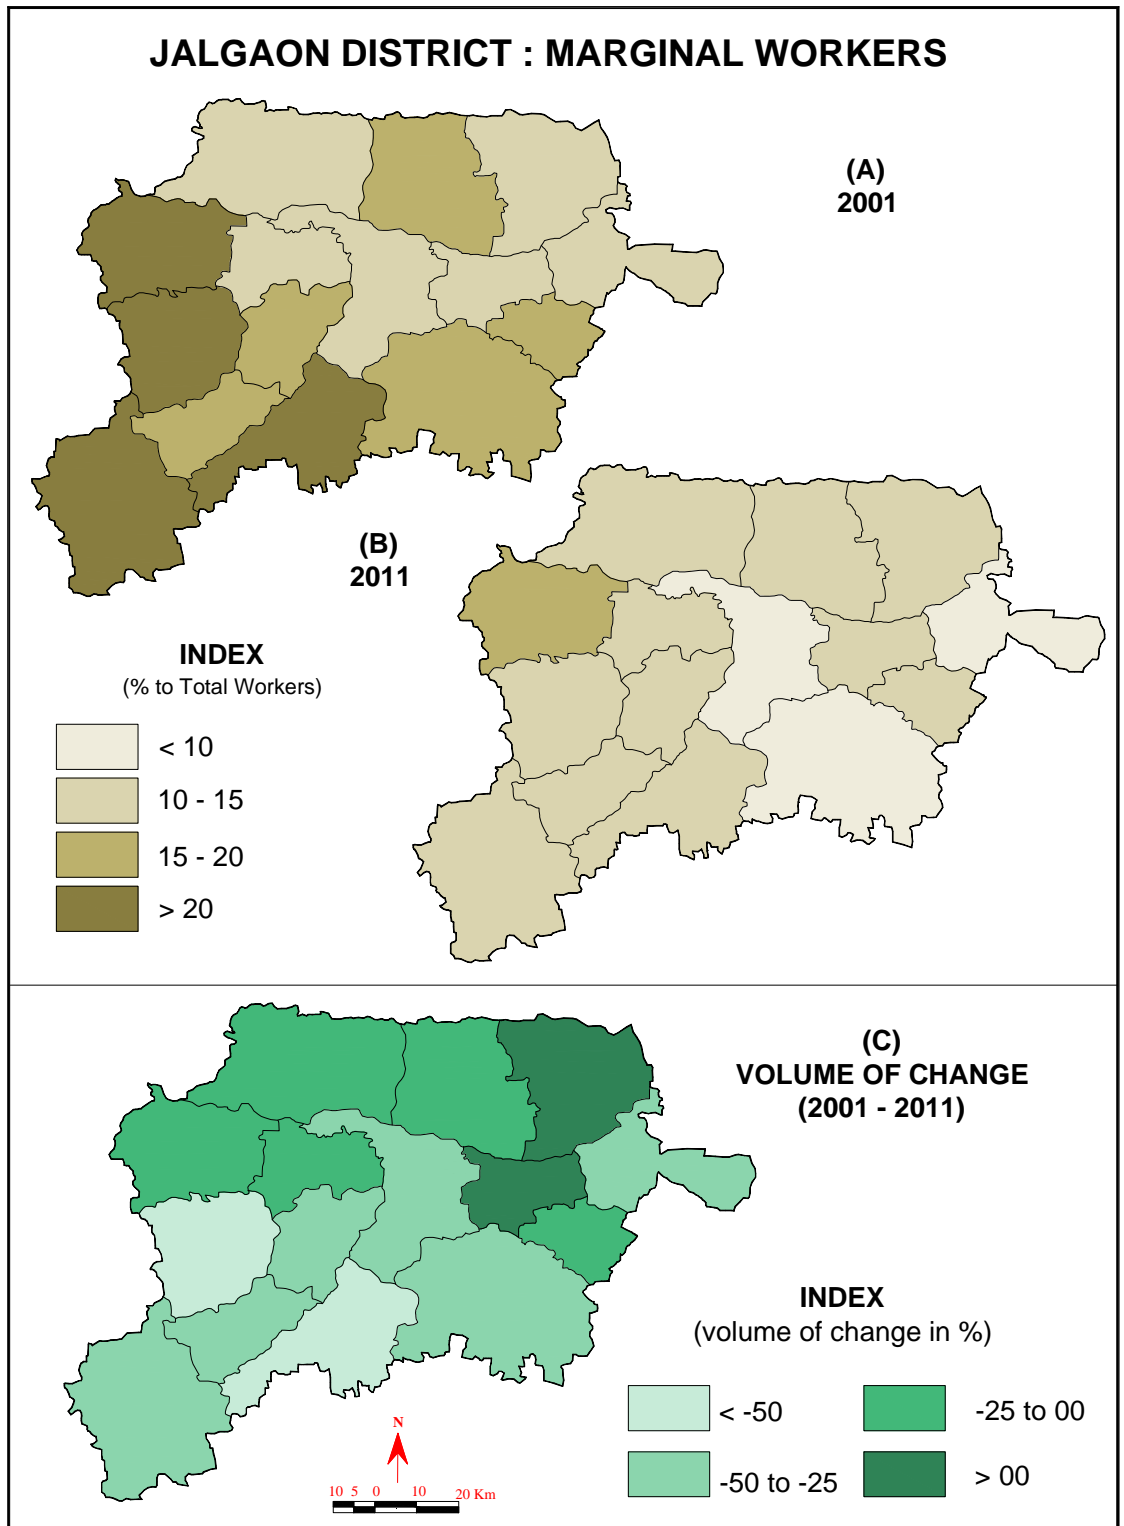 JALGAON DISTRICT : MARGINAL WORKERS
(A)
2001
(B)
2011
INDEX
(% to Total Workers)
< 10
10 - 15
15 - 20
> 20
(C)
VOLUME OF CHANGE
(2001 - 2011)
INDEX
(volume of change in %)
< -50
-25 to 00
-50 to -25
> 00
N
10 5 0 10 20 Km